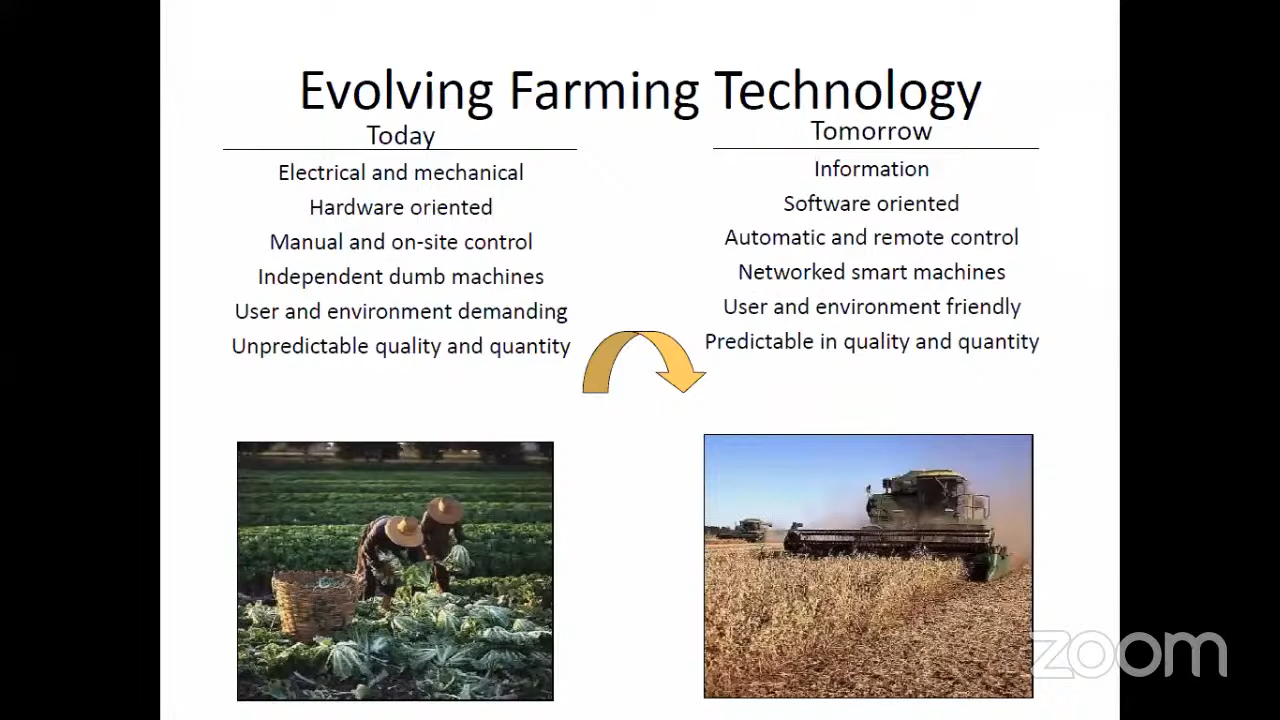 Evolving Farming Technology
Today
Electrical and mechanical
Hardware oriented
Manual and on-site control
Independent dumb machines
User and environment demanding
Unpredictable quality and quantity
Tomorrow
Information
Software oriented
Automatic and remote control
Networked smart machines
User and environment friendly
Predictable in quality and quantity
zoom